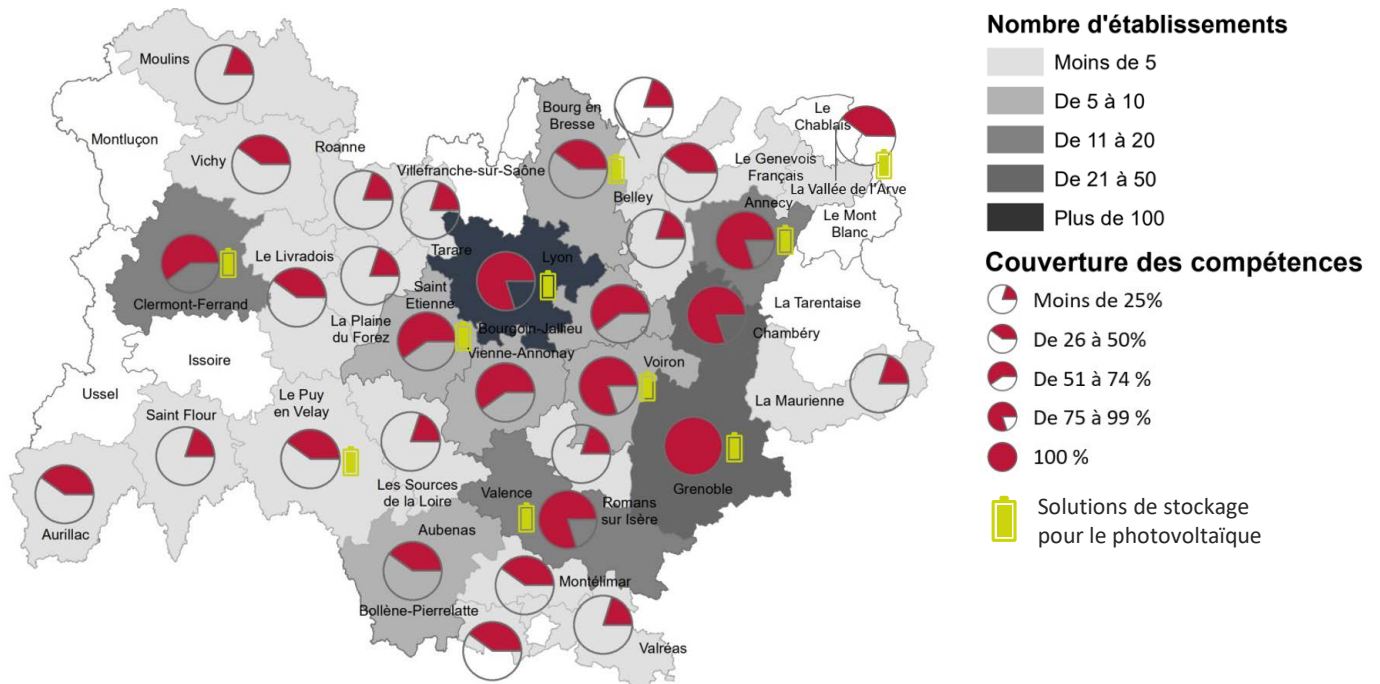 Moulins
Montluçon
Vichy
Roanne
Villefranche-sur-Saône
Bourg en
Bresse
Belley
Le
Chablais
Le Genevois
Français
La Vallée de l'Arve
Annecy
Le Mont
Blanc
Le Livradois
Tarare
Lyon
Clermont-Ferrand
Saint
Etienne
La Plaine
du Forez
Bourgoin-Jallieu
Vienne-Annonay
La Tarentaise
Chambéry
Voiron
Issoire
Ussel
Le Puy
en Velay
Saint Flour
La Maurienne
Les Sources
de la Loire
Valence
Grenoble
Romans
sur Isère
Aurillac
Aubenas
Montélimar
Bollène-Pierrelatte
Valréas
Nombre d'établissements
Moins de 5
De 5 à 10
De 11 à 20
De 21 à 50
Plus de 100
Couverture des compétences
Moins de 25%
De 26 à 50%
De 51 à 74 %
De 75 à 99 %
100 %
Solutions de stockage
pour le photovoltaïque